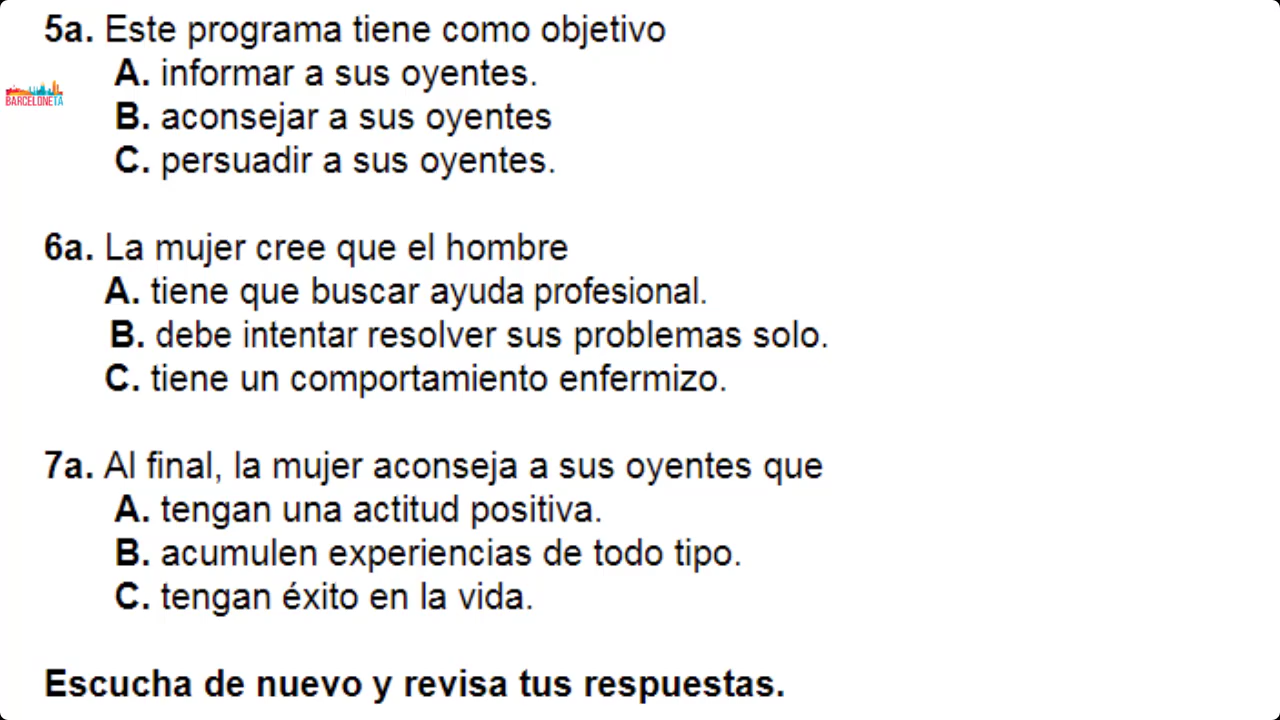 5a. Este programa tiene como objetivo
A. informar a sus oyentes.
BARCELONETA
B. aconsejar a sus oyentes
C. persuadir a sus oyentes.
6a. La mujer cree que el hombre
A. tiene que buscar ayuda profesional.
B. debe intentar resolver sus problemas solo.
C. tiene un comportamiento enfermizo.
7a. Al final, la mujer aconseja a sus oyentes que
A. tengan una actitud positiva.
B. acumulen experiencias de todo tipo.
C. tengan éxito en la vida.
Escucha de nuevo y revisa tus respuestas.